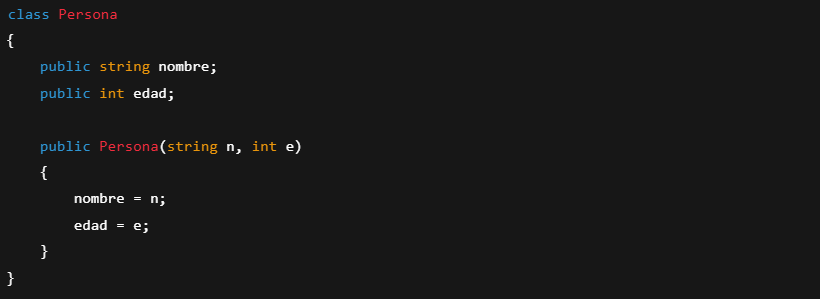 class Persona
{
    public string nombre;
    public int edad;

    public Persona(string n, int e)
    {
        nombre = n;
        edad = e;
    }
}